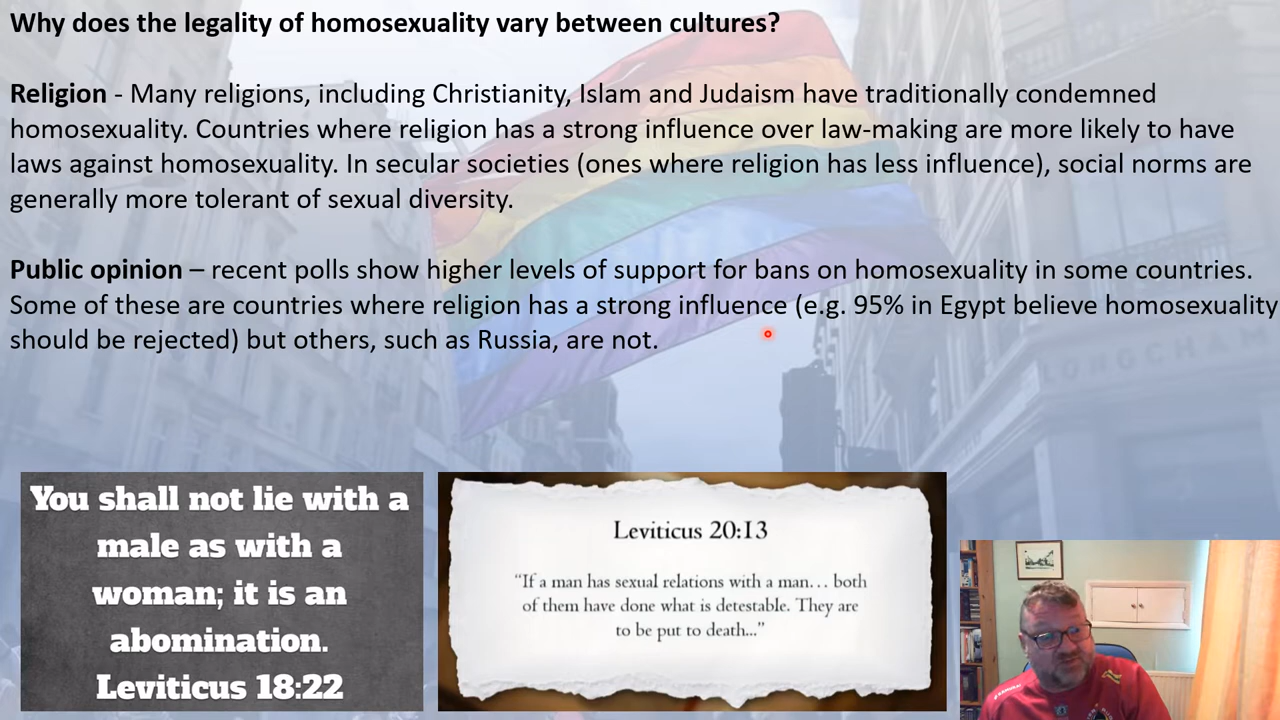 Why does the legality of homosexuality vary between cultures?
Religion - Many religions, including Christianity, Islam and Judaism have traditionally condemned
homosexuality. Countries where religion has a strong influence over law-making are more likely to have
laws against homosexuality. In secular societies (ones where religion has less influence), social norms are
generally more tolerant of sexual diversity.
Public opinion – recent polls show higher levels of support for bans on homosexuality in some countries.
Some of these are countries where religion has a strong influence (e.g. 95% in Egypt believe homosexuality
should be rejected) but others, such as Russia, are not.
LONGCHAMP
You shall not lie with a
male as with a
woman; it is an
abomination.
Leviticus 18:22
Leviticus 20:13
“If a man has sexual relations with a man… both
of them have done what is detestable. They are
to be put to death...”